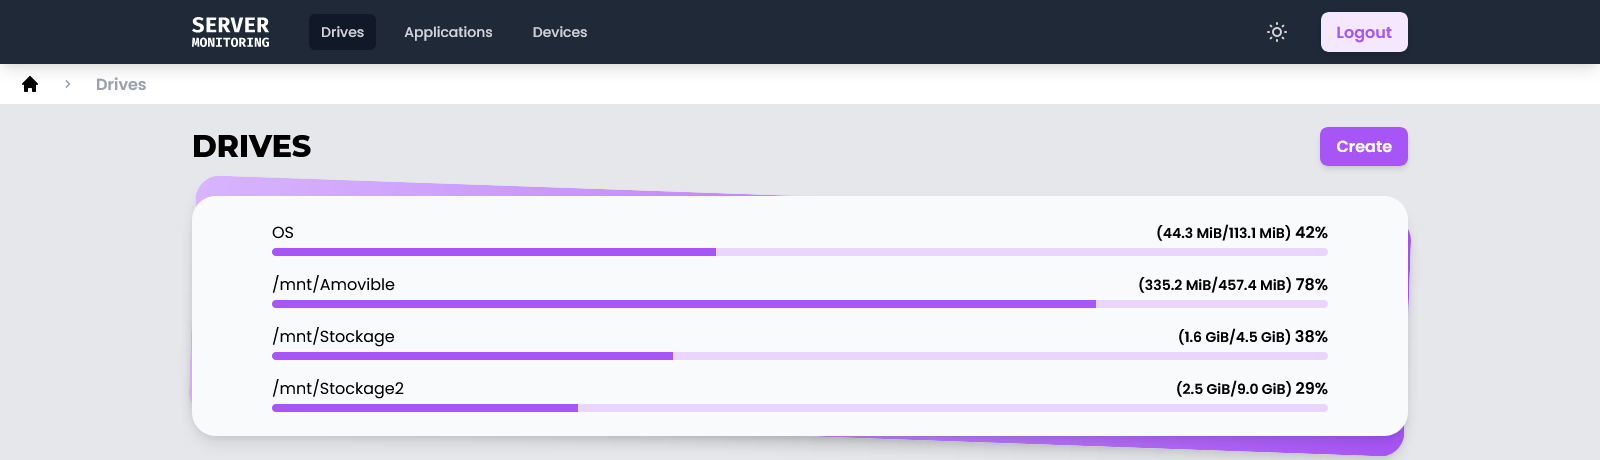 SERVER
MONITORING
Drives
Applications
Devices
Logout
Drives
DRIVES
Create
OS (44.3 MiB/113.1 MiB) 42%
/mnt/Amovible (335.2 MiB/457.4 MiB) 78%
/mnt/Stockage (1.6 GiB/4.5 GiB) 38%
/mnt/Stockage2 (2.5 GiB/9.0 GiB) 29%